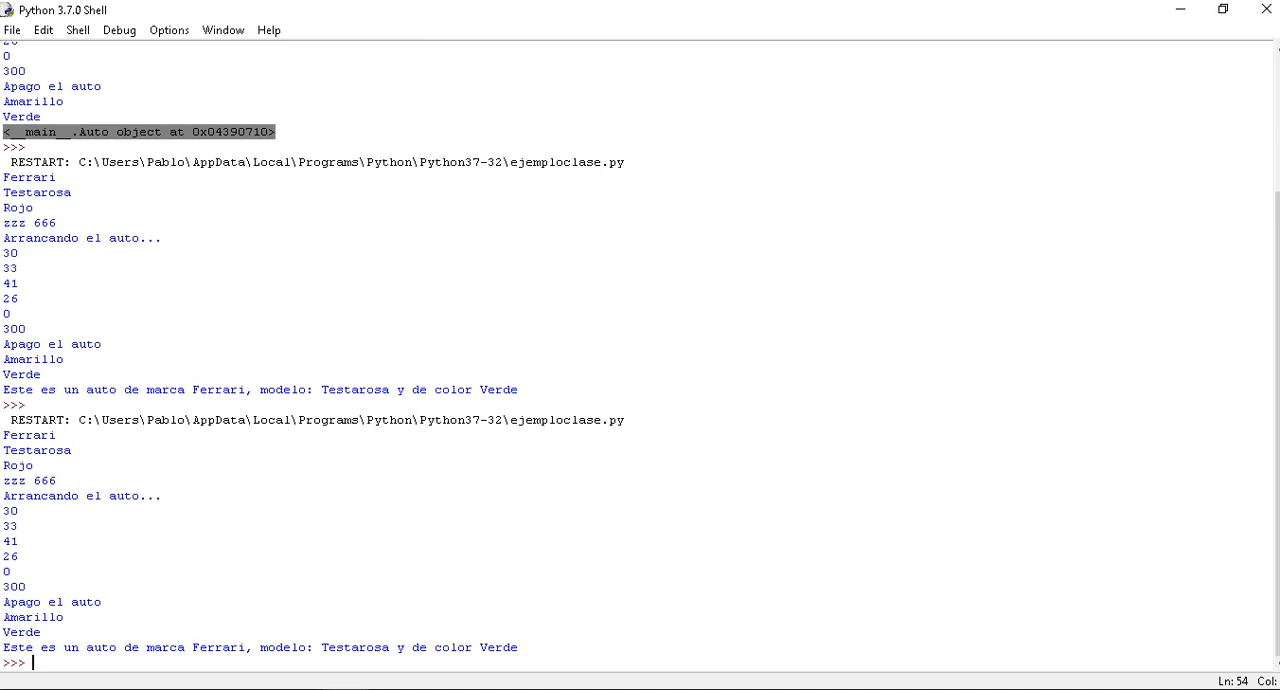 Python 3.7.0 Shell
File Edit Shell Debug Options Window Help
0
300
Apago el auto
Amarillo
Verde
<__main__.Auto object at 0x04390710>
>>>
RESTART: C:\Users\Pablo\AppData\Local\Programs\Python\Python37-32\ejemploclase.py
Ferrari
Testarosa
Rojo
zzz 666
Arrancando el auto...
30
33
41
26
0
300
Apago el auto
Amarillo
Verde
Este es un auto de marca Ferrari, modelo: Testarosa y de color Verde
>>>
RESTART: C:\Users\Pablo\AppData\Local\Programs\Python\Python37-32\ejemploclase.py
Ferrari
Testarosa
Rojo
zzz 666
Arrancando el auto...
30
33
41
26
0
300
Apago el auto
Amarillo
Verde
Este es un auto de marca Ferrari, modelo: Testarosa y de color Verde
>>>
Ln: 54 Col: